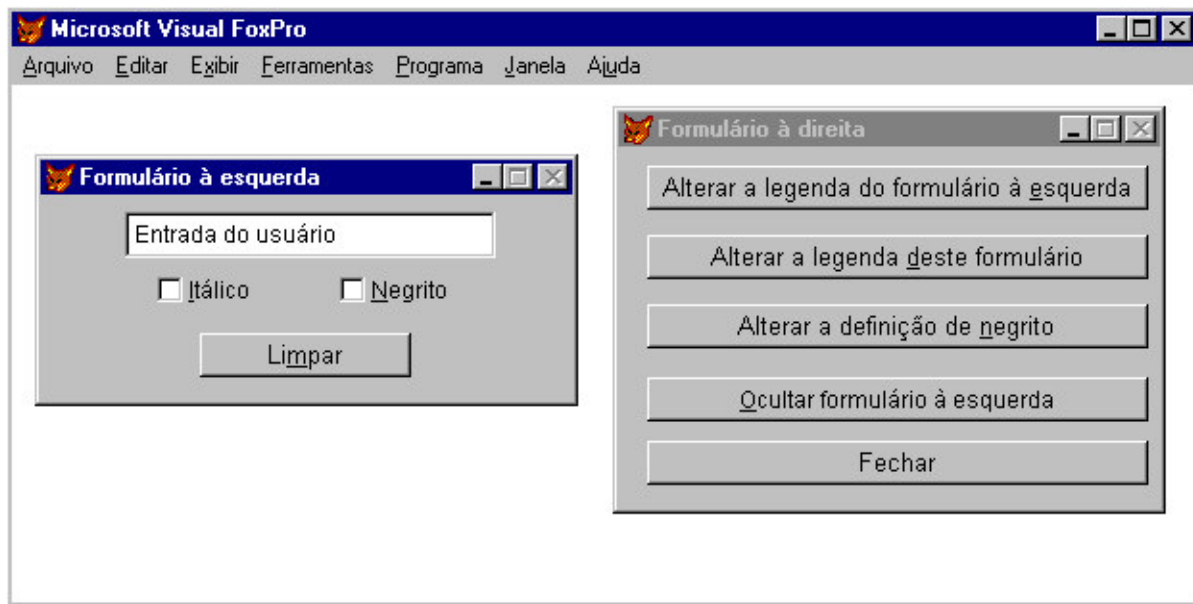 Microsoft Visual FoxPro
Arquivo Editar Exibir Ferramentas Programa Janela Ajuda
Formulário à esquerda
Entrada do usuário
Itálico Negrito
Limpar
Formulário à direita
Alterar a legenda do formulário à esquerda
Alterar a legenda deste formulário
Alterar a definição de negrito
Ocultar formulário à esquerda
Fechar